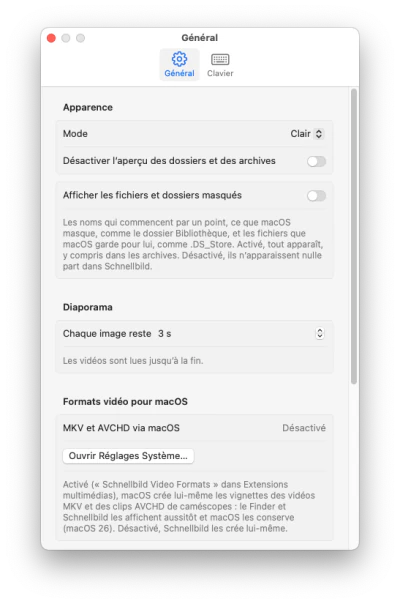 Général
Général
Clavier
Apparence
Mode
Clair
Désactiver l'aperçu des dossiers et des archives
Afficher les fichiers et dossiers masqués
Les noms qui commencent par un point, ce que macOS
masque, comme le dossier Bibliothèque, et les fichiers que
macOS garde pour lui, comme .DS_Store. Activé, tout apparaît,
y compris dans les archives. Désactivé, ils n'apparaissent nulle
part dans Schnellbild.
Diaporama
Chaque image reste 3 s
Les vidéos sont lues jusqu'à la fin.
Formats vidéo pour macOS
MKV et AVCHD via macOS
Désactivé
Ouvrir Réglages Système...
Activé (« Schnellbild Video Formats » dans Extensions
multimédias), macOS crée lui-même les vignettes des vidéos
MKV et des clips AVCHD de caméscopes : le Finder et
Schnellbild les affichent aussitôt et macOS les conserve
(macOS 26). Désactivé, Schnellbild les crée lui-même.